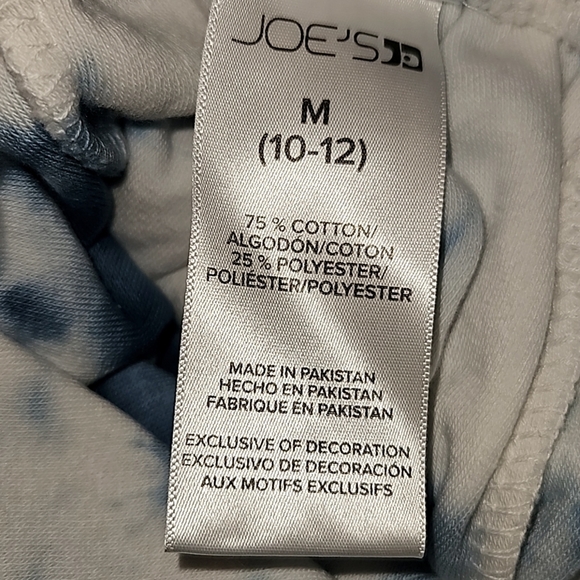 JOE'S
M
(10-12)
75 % COTTON/
ALGODÓN/COTON
25 % POLYESTER/
POLIÉSTER/POLYESTER
MADE IN PAKISTAN
HECHO EN PAKISTAN
FABRIQUE EN PAKISTAN
EXCLUSIVE OF DECORATION
EXCLUSIVO DE DECORACIÓN
AUX MOTIFS EXCLUSIFS